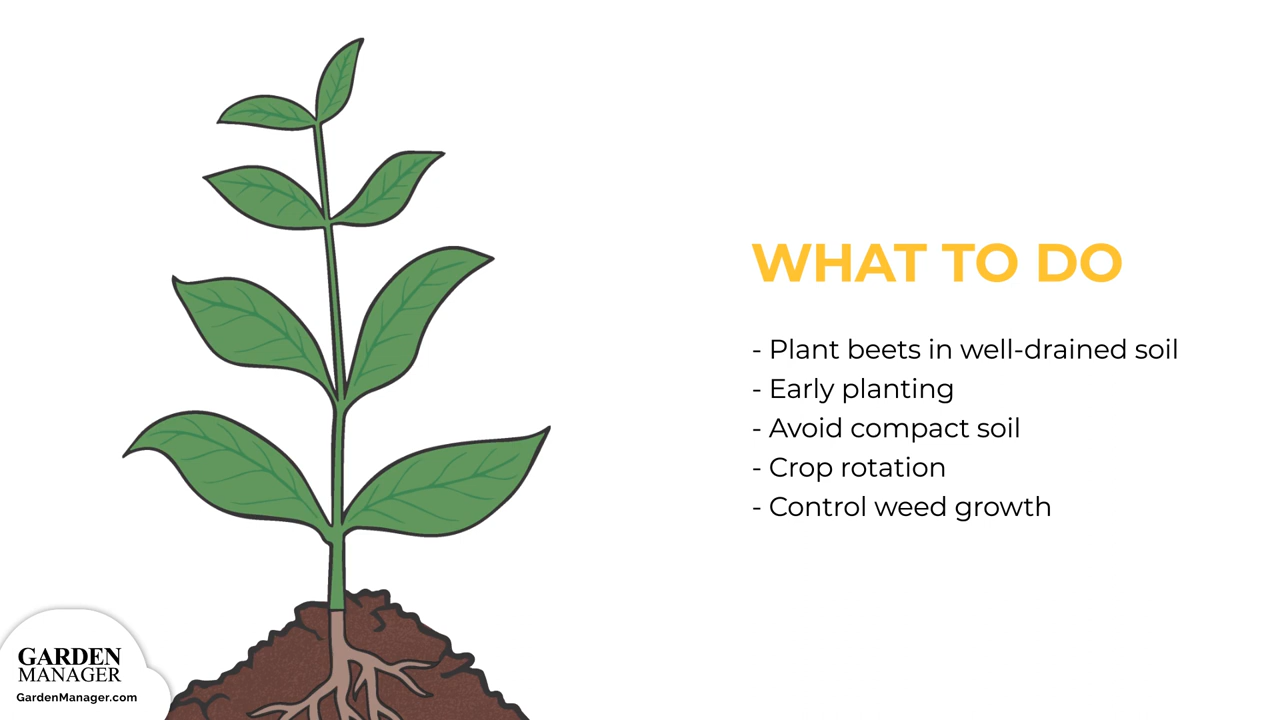 WHAT TO DO
- Plant beets in well-drained soil
- Early planting
- Avoid compact soil
- Crop rotation
- Control weed growth
GARDEN
MANAGER
GardenManager.com